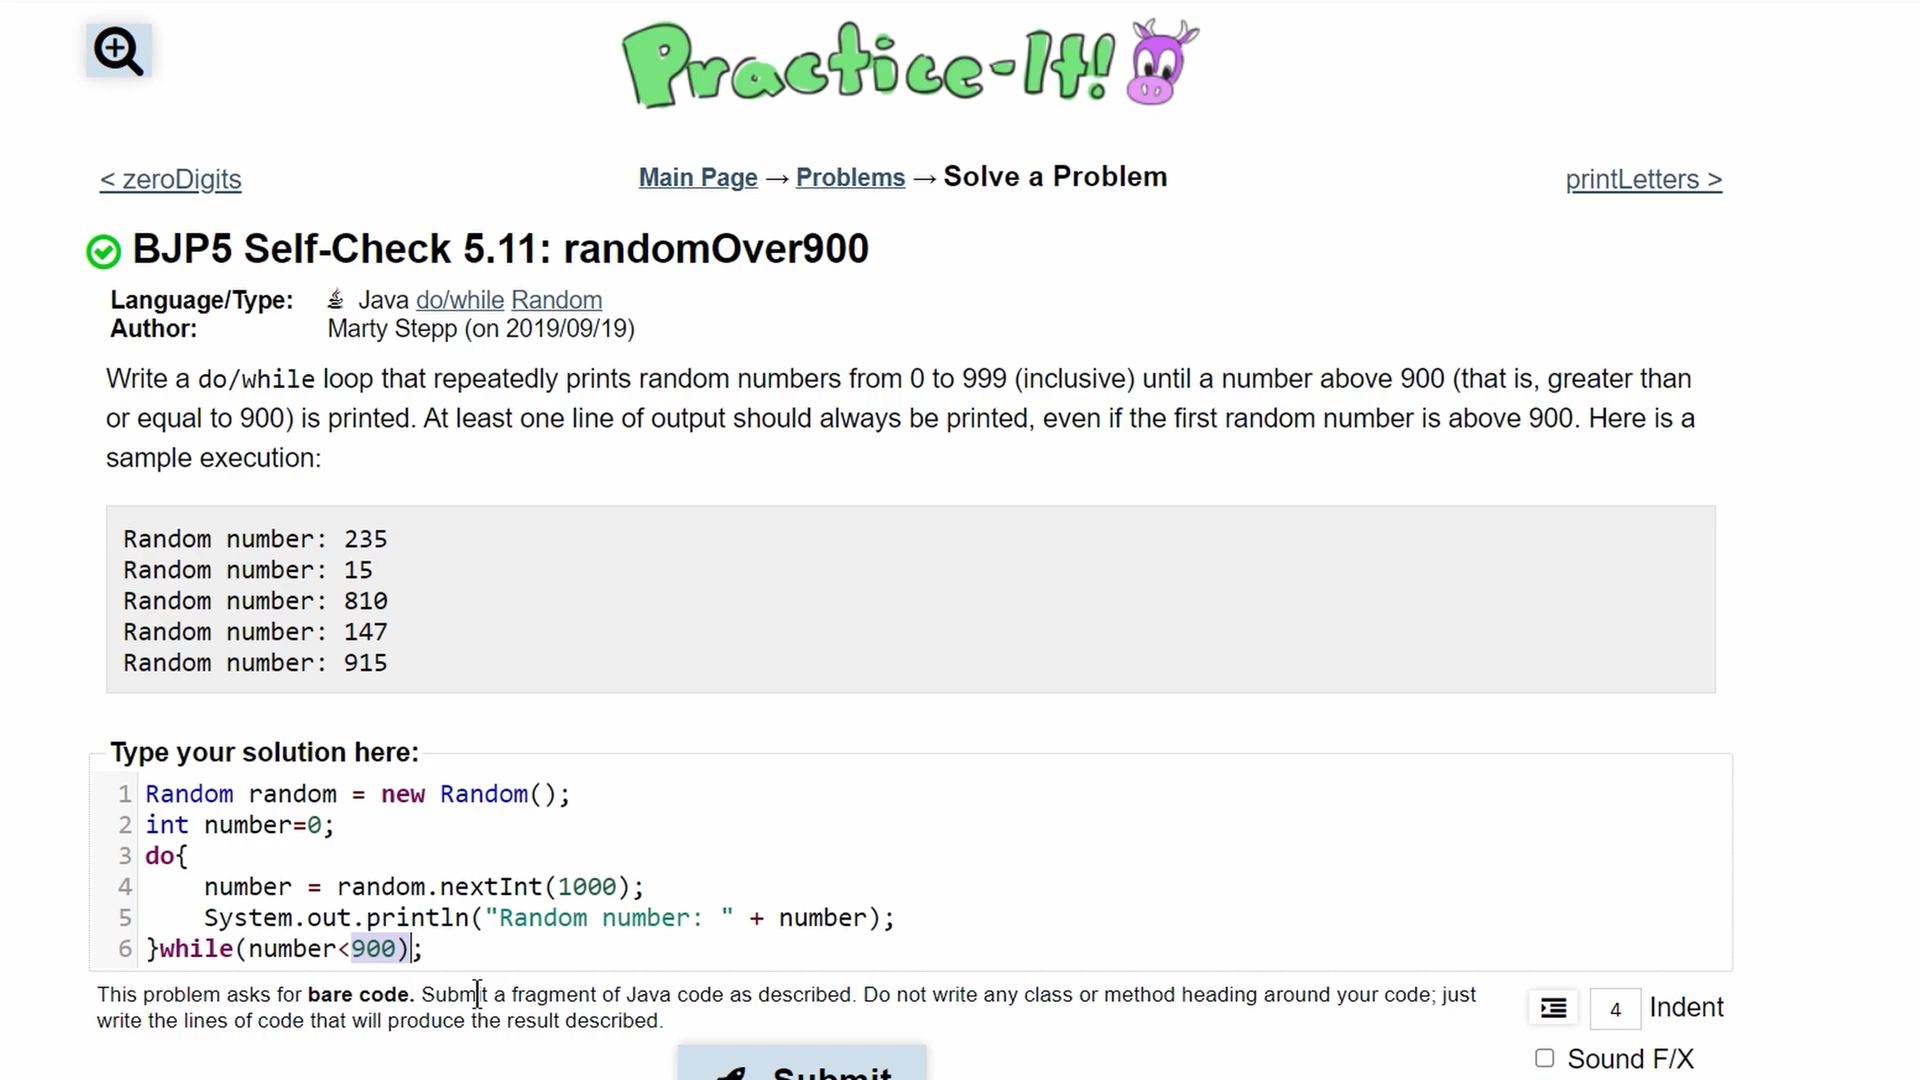 Practice-It!
< zeroDigits
Main Page → Problems → Solve a Problem
printLetters >
BJP5 Self-Check 5.11: randomOver900
Language/Type: Java do/while Random
Author: Marty Stepp (on 2019/09/19)
Write a do/while loop that repeatedly prints random numbers from 0 to 999 (inclusive) until a number above 900 (that is, greater than
or equal to 900) is printed. At least one line of output should always be printed, even if the first random number is above 900. Here is a
sample execution:
Random number: 235
Random number: 15
Random number: 810
Random number: 147
Random number: 915
Type your solution here:
1 Random random = new Random();
2 int number=0;
3 do{
4     number = random.nextInt(1000);
5     System.out.println("Random number: " + number);
6 }while(number<900);
This problem asks for bare code. Submit a fragment of Java code as described. Do not write any class or method heading around your code; just
write the lines of code that will produce the result described.
4 Indent
Sound F/X
Submit